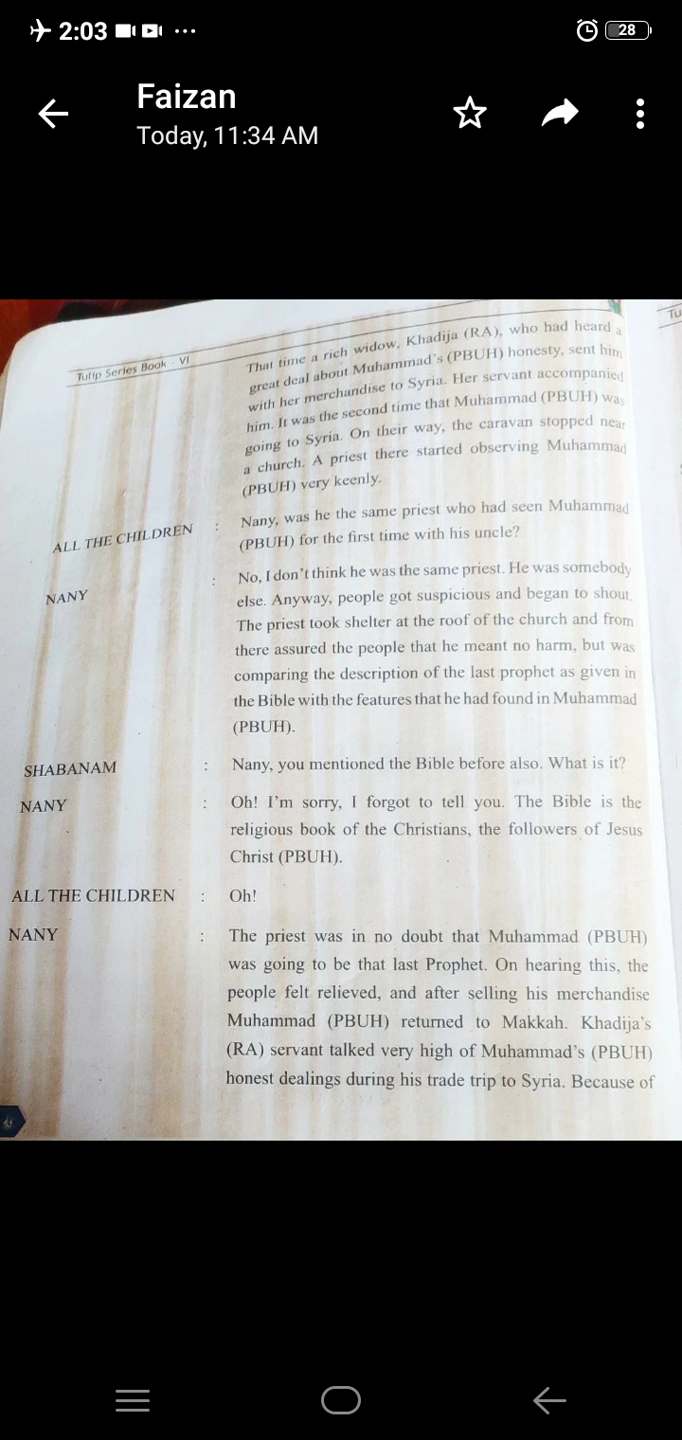 2:03
28
Faizan
Today, 11:34 AM
Tulip Series Book - VI
Tu
That time a rich widow, Khadija (RA), who had heard a
great deal about Muhammad's (PBUH) honesty, sent him
with her merchandise to Syria. Her servant accompanied
him. It was the second time that Muhammad (PBUH) was
going to Syria. On their way, the caravan stopped near
a church. A priest there started observing Muhammad
(PBUH) very keenly.
ALL THE CHILDREN : Nany, was he the same priest who had seen Muhammad
(PBUH) for the first time with his uncle?
NANY : No, I don't think he was the same priest. He was somebody
else. Anyway, people got suspicious and began to shout.
The priest took shelter at the roof of the church and from
there assured the people that he meant no harm, but was
comparing the description of the last prophet as given in
the Bible with the features that he had found in Muhammad
(PBUH).
SHABANAM : Nany, you mentioned the Bible before also. What is it?
NANY : Oh! I'm sorry, I forgot to tell you. The Bible is the
religious book of the Christians, the followers of Jesus
Christ (PBUH).
ALL THE CHILDREN : Oh!
NANY : The priest was in no doubt that Muhammad (PBUH)
was going to be that last Prophet. On hearing this, the
people felt relieved, and after selling his merchandise
Muhammad (PBUH) returned to Makkah. Khadija's
(RA) servant talked very high of Muhammad's (PBUH)
honest dealings during his trade trip to Syria. Because of